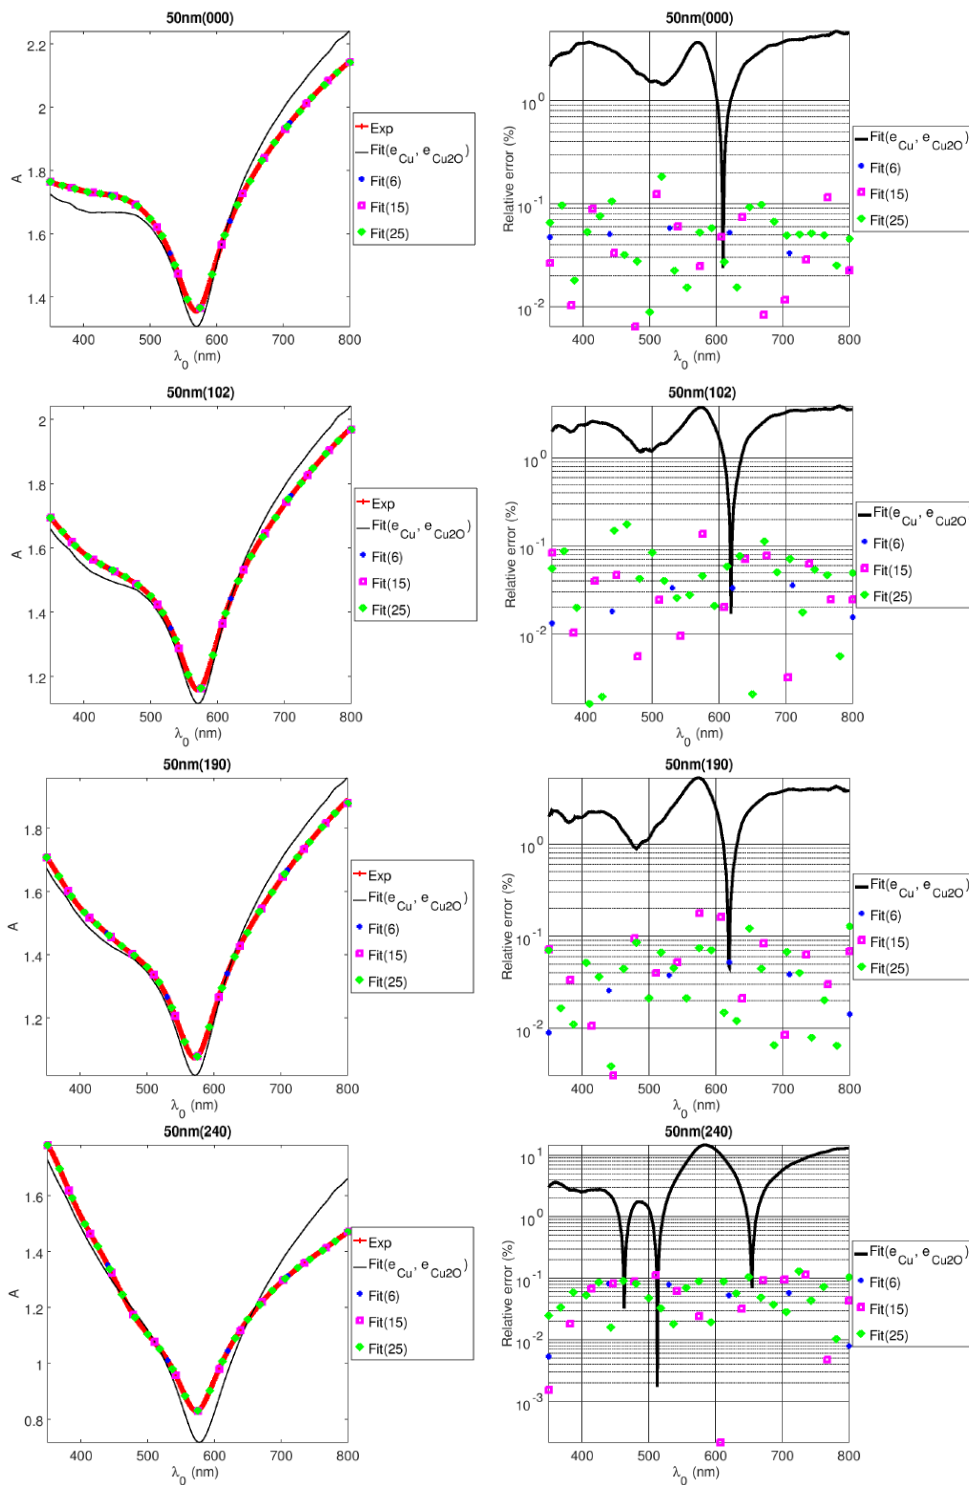 50nm(000)
2.2
2
1.8
1.6
1.4
A
400 500 600 700 800
λ0 (nm)
Exp
Fit(eCu, eCu2O)
Fit(6)
Fit(15)
Fit(25)
50nm(000)
10^0
10^-1
10^-2
Relative error (%)
400 500 600 700 800
λ0 (nm)
Fit(eCu, eCu2O)
Fit(6)
Fit(15)
Fit(25)
50nm(102)
2
1.8
1.6
1.4
1.2
A
400 500 600 700 800
λ0 (nm)
Exp
Fit(eCu, eCu2O)
Fit(6)
Fit(15)
Fit(25)
50nm(102)
10^0
10^-1
10^-2
Relative error (%)
400 500 600 700 800
λ0 (nm)
Fit(eCu, eCu2O
Fit(6)
Fit(15)
Fit(25)
50nm(190)
1.8
1.6
1.4
1.2
A
400 500 600 700 800
λ0 (nm)
Exp
Fit(eCu, eCu2O)
Fit(6)
Fit(15)
Fit(25)
50nm(190)
10^0
10^-1
10^-2
Relative error (%)
400 500 600 700 800
λ0 (nm)
Fit(eCu, eCu2O)
Fit(6)
Fit(15)
Fit(25)
50nm(240)
1.6
1.4
1.2
1
0.8
A
400 500 600 700 800
λ0 (nm)
Exp
Fit(eCu, eCu2O)
Fit(6)
Fit(15)
Fit(25)
50nm(240)
10^1
10^0
10^-1
10^-2
10^-3
Relative error (%)
400 500 600 700 800
λ0 (nm)
Fit(eCu, eCu2O)
Fit(6)
Fit(15)
Fit(25)